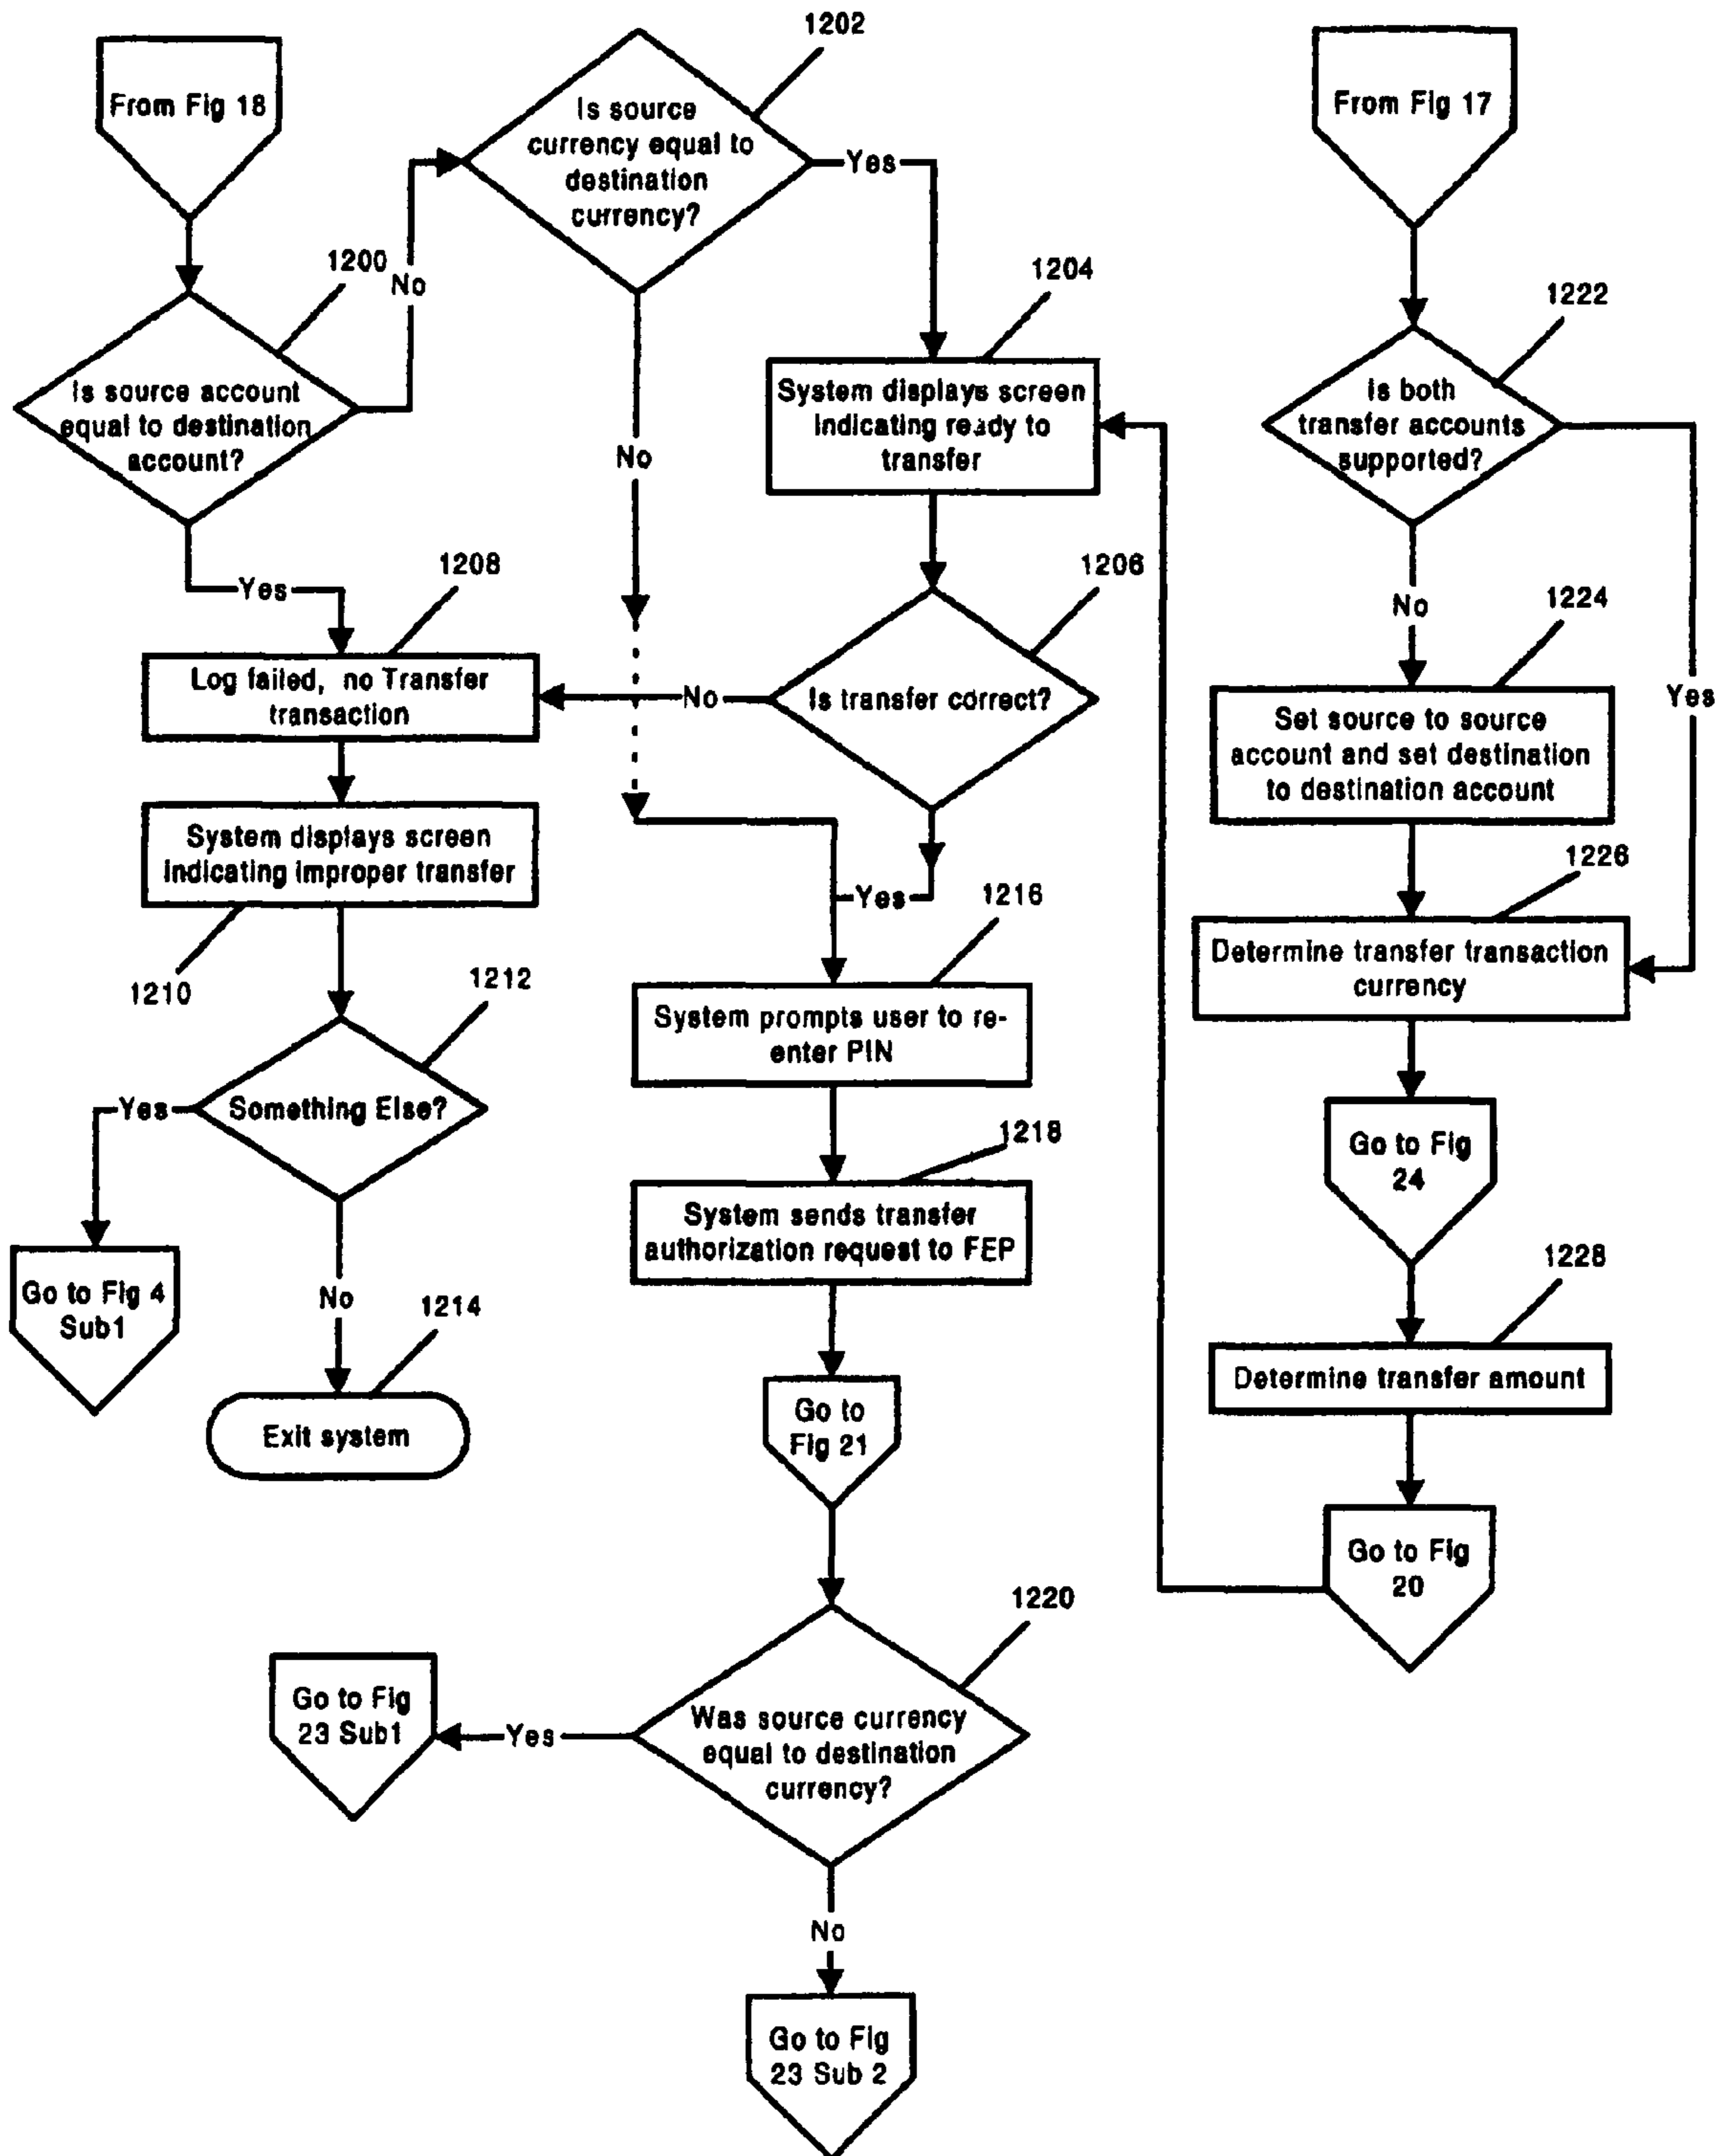 From Fig 18
1200
Is source account
equal to destination
account?
No
Yes
1202
Is source
currency equal to
destination
currency?
Yes
No
1204
System displays screen
indicating ready to
transfer
1206
Is transfer correct?
No
Yes
1208
Log failed, no Transfer
transaction
System displays screen
indicating improper transfer
1210
1212
Something Else?
Yes
Go to Fig 4
Sub1
No
1214
Exit system
1216
System prompts user to re-
enter PIN
1218
System sends transfer
authorization request to FEP
Go to
Fig 21
1220
Was source currency
equal to destination
currency?
Yes
Go to Fig
23 Sub1
No
Go to Fig
23 Sub 2
From Fig 17
1222
Is both
transfer accounts
supported?
Yes
No
1224
Set source to source
account and set destination
to destination account
1226
Determine transfer transaction
currency
Go to Fig
24
1228
Determine transfer amount
Go to Fig
20